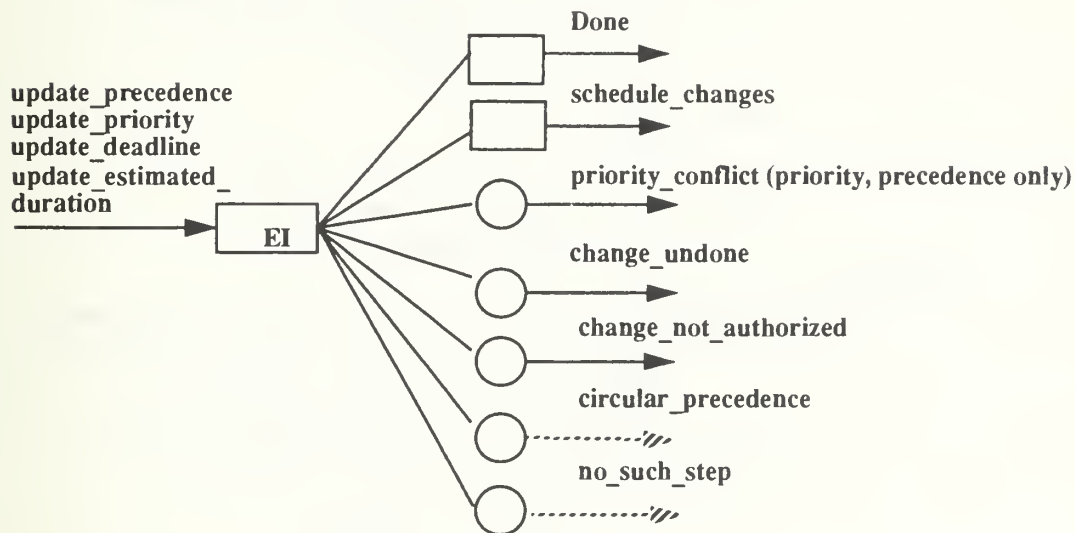 Done
update_precedence
update_priority
update_deadline
update_estimated_
duration
EI
schedule_changes
priority_conflict (priority, precedence only)
change_undone
change_not_authorized
circular_precedence
no_such_step